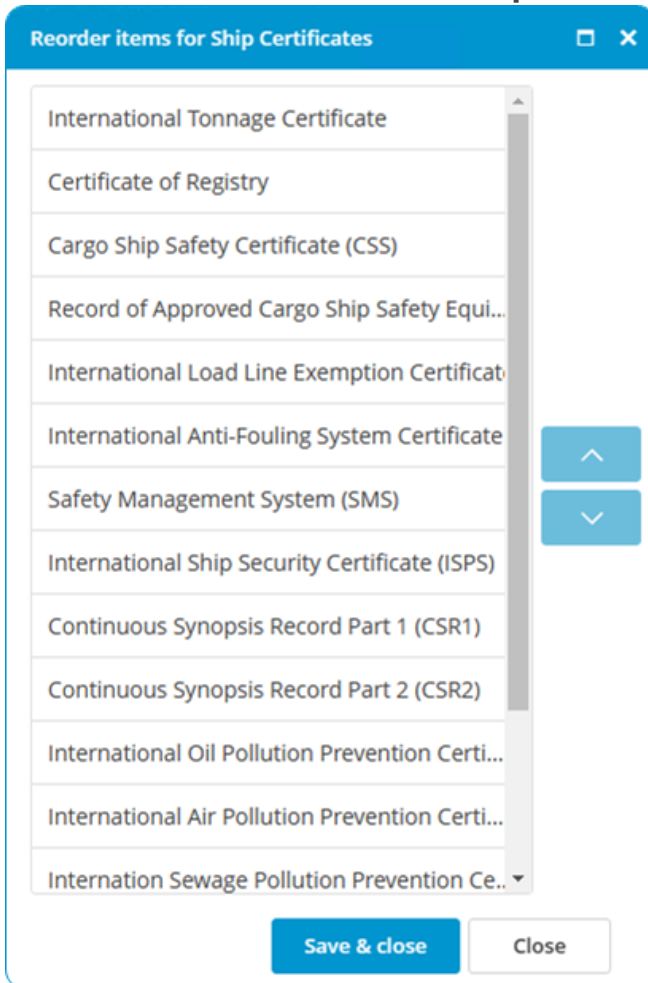 Reorder items for Ship Certificates
International Tonnage Certificate
Certificate of Registry
Cargo Ship Safety Certificate (CSS)
Record of Approved Cargo Ship Safety Equi...
International Load Line Exemption Certificat
International Anti-Fouling System Certificate
Safety Management System (SMS)
International Ship Security Certificate (ISPS)
Continuous Synopsis Record Part 1 (CSR1)
Continuous Synopsis Record Part 2 (CSR2)
International Oil Pollution Prevention Certi...
International Air Pollution Prevention Certi...
Internation Sewage Pollution Prevention Ce..
Save & close
Close